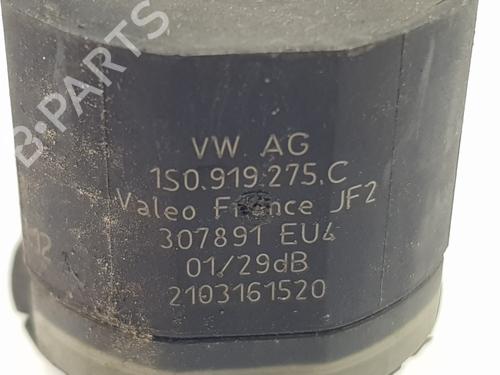 B-PARTS
VW AG
1S0.919.275.C
Valeo France JF2
307891 EU4
01/29dB
2103161520